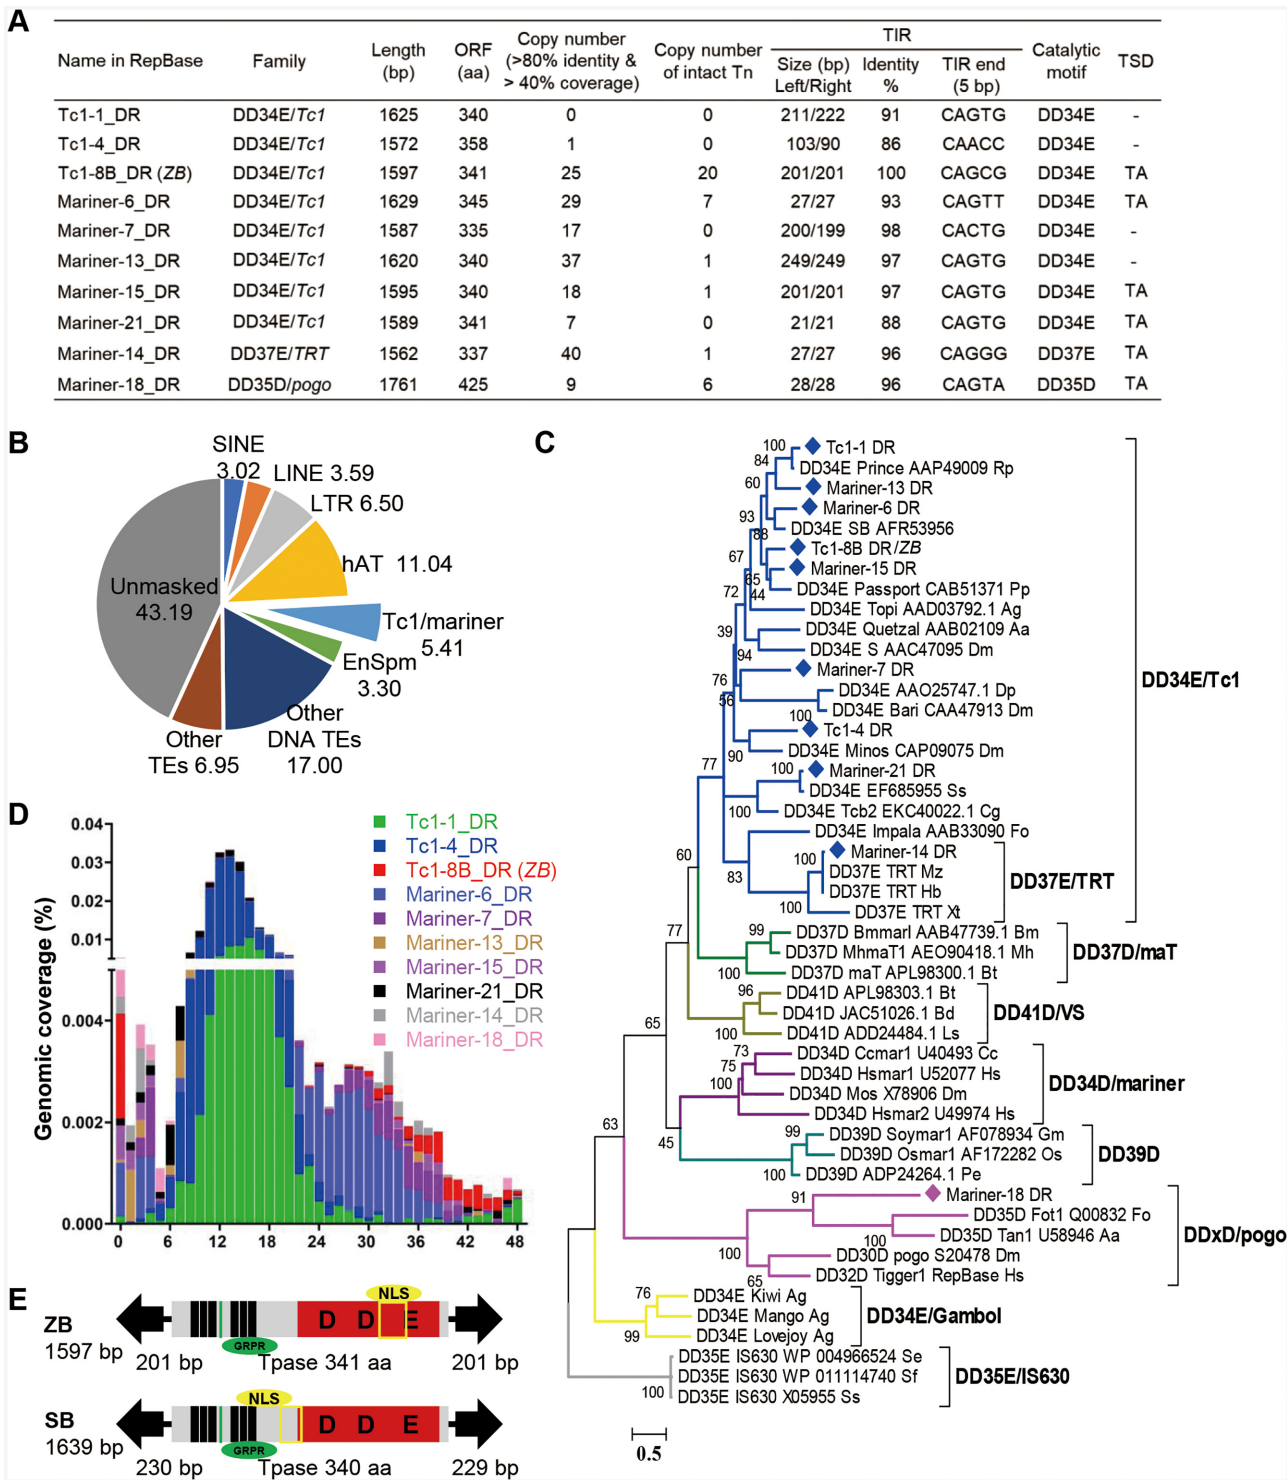 A
Name in RepBase Family Length (bp) ORF (aa) Copy number (>80% identity & > 40% coverage) Copy number of intact Tn TIR Size (bp) Left/Right Identity % TIR end (5 bp) Catalytic motif TSD
Tc1-1_DR DD34E/Tc1 1625 340 0 0 211/222 91 CAGTG DD34E -
Tc1-4_DR DD34E/Tc1 1572 358 1 0 103/90 86 CAACC DD34E -
Tc1-8B_DR (ZB) DD34E/Tc1 1597 341 25 20 201/201 100 CAGCG DD34E TA
Mariner-6_DR DD34E/Tc1 1629 345 29 7 27/27 93 CAGTT DD34E TA
Mariner-7_DR DD34E/Tc1 1587 335 17 0 200/199 98 CACTG DD34E -
Mariner-13_DR DD34E/Tc1 1620 340 37 1 249/249 97 CAGTG DD34E -
Mariner-15_DR DD34E/Tc1 1595 340 18 1 201/201 97 CAGTG DD34E TA
Mariner-21_DR DD34E/Tc1 1589 341 7 0 21/21 88 CAGTG DD34E TA
Mariner-14_DR DD37E/TRT 1562 337 40 1 27/27 96 CAGGG DD37E TA
Mariner-18_DR DD35D/pogo 1761 425 9 6 28/28 96 CAGTA DD35D TA
B
SINE
3.02
LINE 3.59
LTR 6.50
hAT 11.04
Tc1/mariner
5.41
EnSpm
3.30
Other
DNA TEs
17.00
Other
TEs 6.95
Unmasked
43.19
C
100
Tc1-1 DR
84
DD34E Prince AAP49009 Rp
60
Mariner-13 DR
Mariner-6 DR
93
DD34E SB AFR53956
88
Tc1-8B DR/ZB
67
Mariner-15 DR
65
DD34E Passport CAB51371 Pp
72
44
DD34E Topi AAD03792.1 Ag
DD34E Quetzal AAB02109 Aa
39
DD34E S AAC47095 Dm
94
Mariner-7 DR
76
DD34E AAO25747.1 Dp
56
DD34E Bari CAA47913 Dm
100
Tc1-4 DR
DD34E Minos CAP09075 Dm
90
77
100
Mariner-21 DR
DD34E EF685955 Ss
100
DD34E Tcb2 EKC40022.1 Cg
DD34E Impala AAB33090 Fo
60
100
Mariner-14 DR
DD37E TRT Mz
83
DD37E TRT Hb
100
DD37E TRT Xt
77
99
DD37D Bmmarl AAB47739.1 Bm
DD37D MhmaT1 AEO90418.1 Mh
100
DD37D maT APL98300.1 Bt
96
DD41D APL98303.1 Bt
DD41D JAC51026.1 Bd
65
100
DD41D ADD24484.1 Ls
73
DD34D Ccmar1 U40493 Cc
75
DD34D Hsmar1 U52077 Hs
100
DD34D Mos X78906 Dm
DD34D Hsmar2 U49974 Hs
63
45
99
DD39D Soymar1 AF078934 Gm
DD39D Osmar1 AF172282 Os
100
DD39D ADP24264.1 Pe
91
Mariner-18 DR
DD35D Fot1 Q00832 Fo
100
DD35D Tan1 U58946 Aa
100
DD30D pogo S20478 Dm
65
DD32D Tigger1 RepBase Hs
76
DD34E Kiwi Ag
DD34E Mango Ag
99
DD34E Lovejoy Ag
DD35E IS630 WP 004966524 Se
DD35E IS630 WP 011114740 Sf
100
DD35E IS630 X05955 Ss
DD34E/Tc1
DD37E/TRT
DD37D/maT
DD41D/VS
DD34D/mariner
DD39D
DDxD/pogo
DD34E/Gambol
DD35E/IS630
0.5
D
Genomic coverage (%)
0.04
0.03
0.02
0.01
0.004
0.002
0.000
0 6 12 18 24 30 36 42 48
Tc1-1_DR
Tc1-4_DR
Tc1-8B_DR (ZB)
Mariner-6_DR
Mariner-7_DR
Mariner-13_DR
Mariner-15_DR
Mariner-21_DR
Mariner-14_DR
Mariner-18_DR
E
NLS
ZB
D D E
1597 bp
GRPR
201 bp Tpase 341 aa 201 bp
NLS
SB
D D E
1639 bp
GRPR
230 bp Tpase 340 aa 229 bp